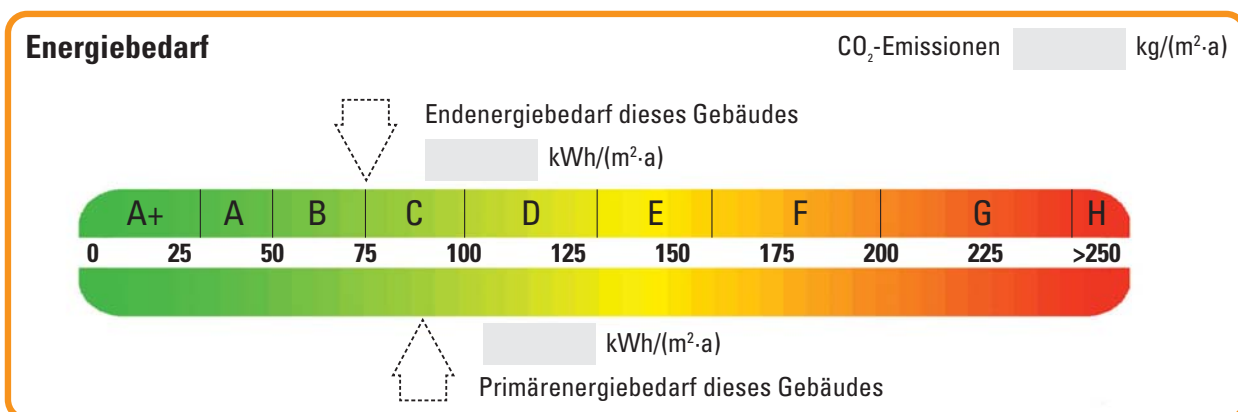 Energiebedarf
CO₂-Emissionen kg/(m²·a)
Endenergiebedarf dieses Gebäudes
kWh/(m²·a)
A+ A B C D E F G H
0 25 50 75 100 125 150 175 200 225 >250
kWh/(m²·a)
Primärenergiebedarf dieses Gebäudes